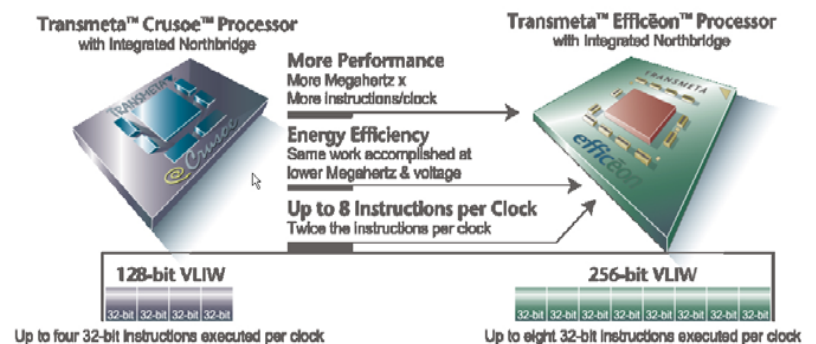 Transmeta™ Crusoe™ Processor
with Integrated Northbridge
Transmeta™ Efficēon™ Processor
with Integrated Northbridge
More Performance
More Megahertz x
More instructions/clock
Energy Efficiency
Same work accomplished at
lower Megahertz & voltage
Up to 8 Instructions per Clock
Twice the instructions per clock
TRANSMETA
Crusoe
TRANSMETA
efficēon
128-bit VLIW
32-bit 32-bit 32-bit 32-bit
Up to four 32-bit instructions executed per clock
256-bit VLIW
32-bit 32-bit 32-bit 32-bit 32-bit 32-bit 32-bit 32-bit
Up to eight 32-bit instructions executed per clock